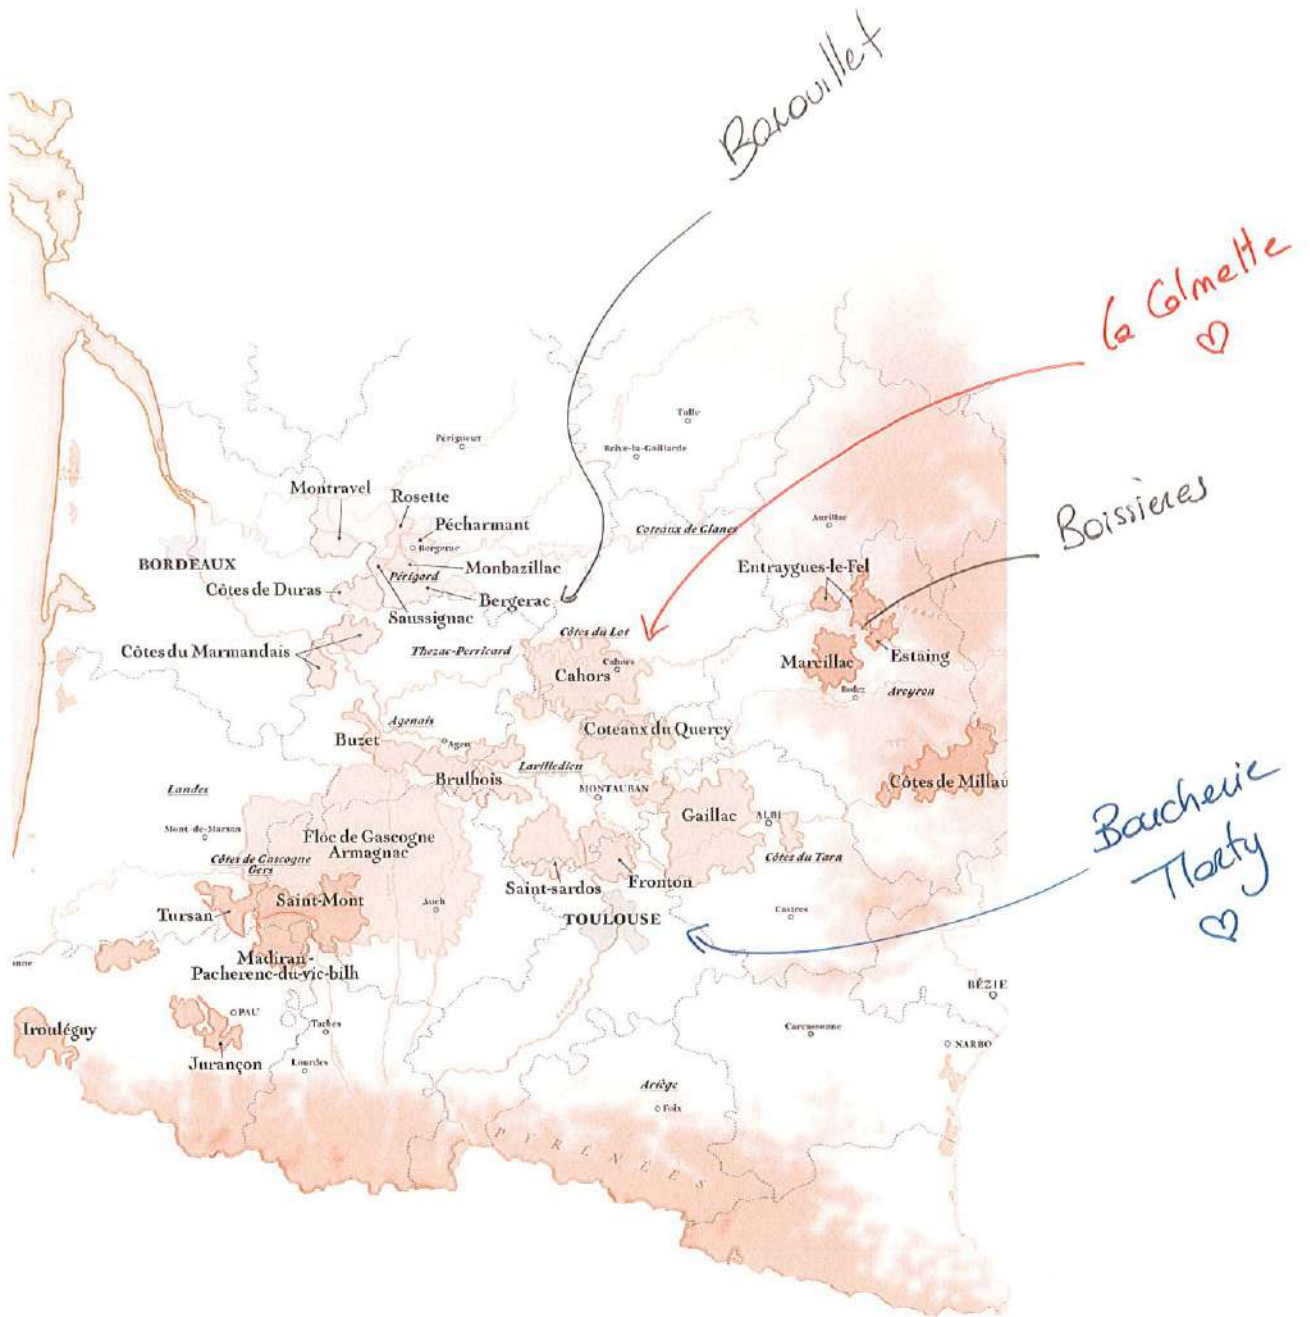 Barouillet
la Calmette
Boissières
Boucherie
Marty
Tulle
Périgueur
Brive-la-Gaillarde
Montravel
Rosette
Pécharmant
Coteaux de Glanes
Aurillac
BORDEAUX
Bergerac
Monbazillac
Entraygues-le-Fel
Périgord
Côtes de Duras
Bergerac
Saussignac
Côtes du Lot
Côtes du Marmandais
Thezac-Perricard
Cahors
Cahors
Marcillac
Estaing
Rodez
Aveyron
Agenais
Coteaux du Quercy
Buzet
Agen
Lavilledieu
Brulhois
MONTAUBAN
Côtes de Millau
Landes
Gaillac
ALBI
Mont-de-Marsan
Floc de Gascogne
Armagnac
Côtes de Gascogne
Gers
Côtes du Tarn
Saint-sardos
Fronton
Saint-Mont
Auch
Castres
Tursan
TOULOUSE
Madiran-
Pacherenc-du-vic-bilh
BÉZIE
PAU
Irouléguy
Tarbes
Carcassonne
NARBO
Jurançon
Lourdes
Ariège
Foix
PYRÉNÉES